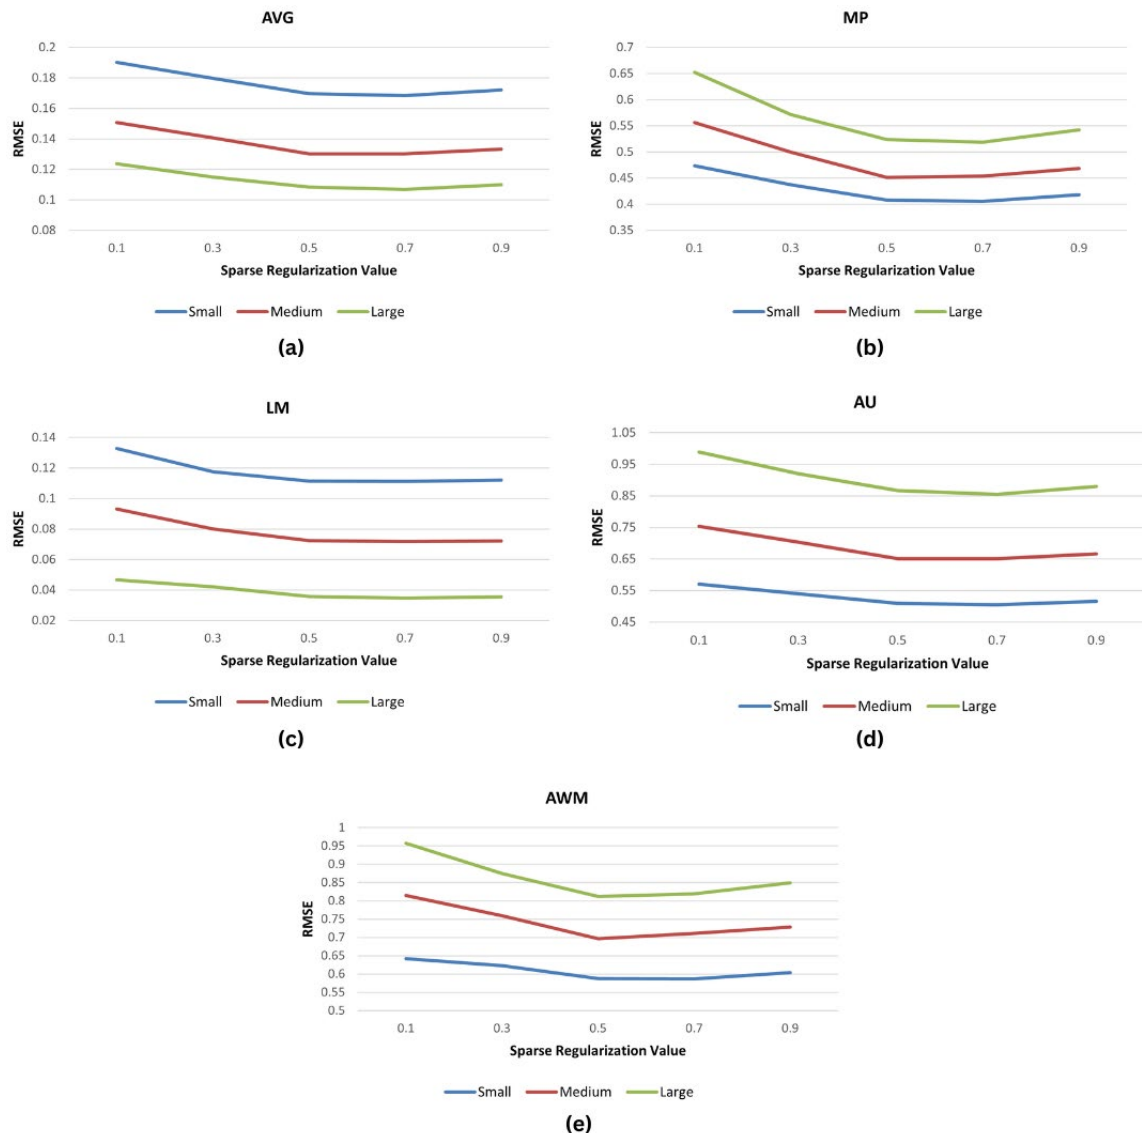 AVG
0.2
0.18
0.16
0.14
0.12
0.1
0.08
RMSE
0.1 0.3 0.5 0.7 0.9
Sparse Regularization Value
Small Medium Large
(a)
MP
0.7
0.65
0.6
0.55
0.5
0.45
0.4
0.35
RMSE
0.1 0.3 0.5 0.7 0.9
Sparse Regularization Value
Small Medium Large
(b)
LM
0.14
0.12
0.1
0.08
0.06
0.04
0.02
RMSE
0.1 0.3 0.5 0.7 0.9
Sparse Regularization Value
Small Medium Large
(c)
AU
1.05
0.95
0.85
0.75
0.65
0.55
0.45
RMSE
0.1 0.3 0.5 0.7 0.9
Sparse Regularization Value
Small Medium Large
(d)
AWM
1
0.95
0.9
0.85
0.8
0.75
0.7
0.65
0.6
0.55
0.5
RMSE
0.1 0.3 0.5 0.7 0.9
Sparse Regularization Value
Small Medium Large
(e)